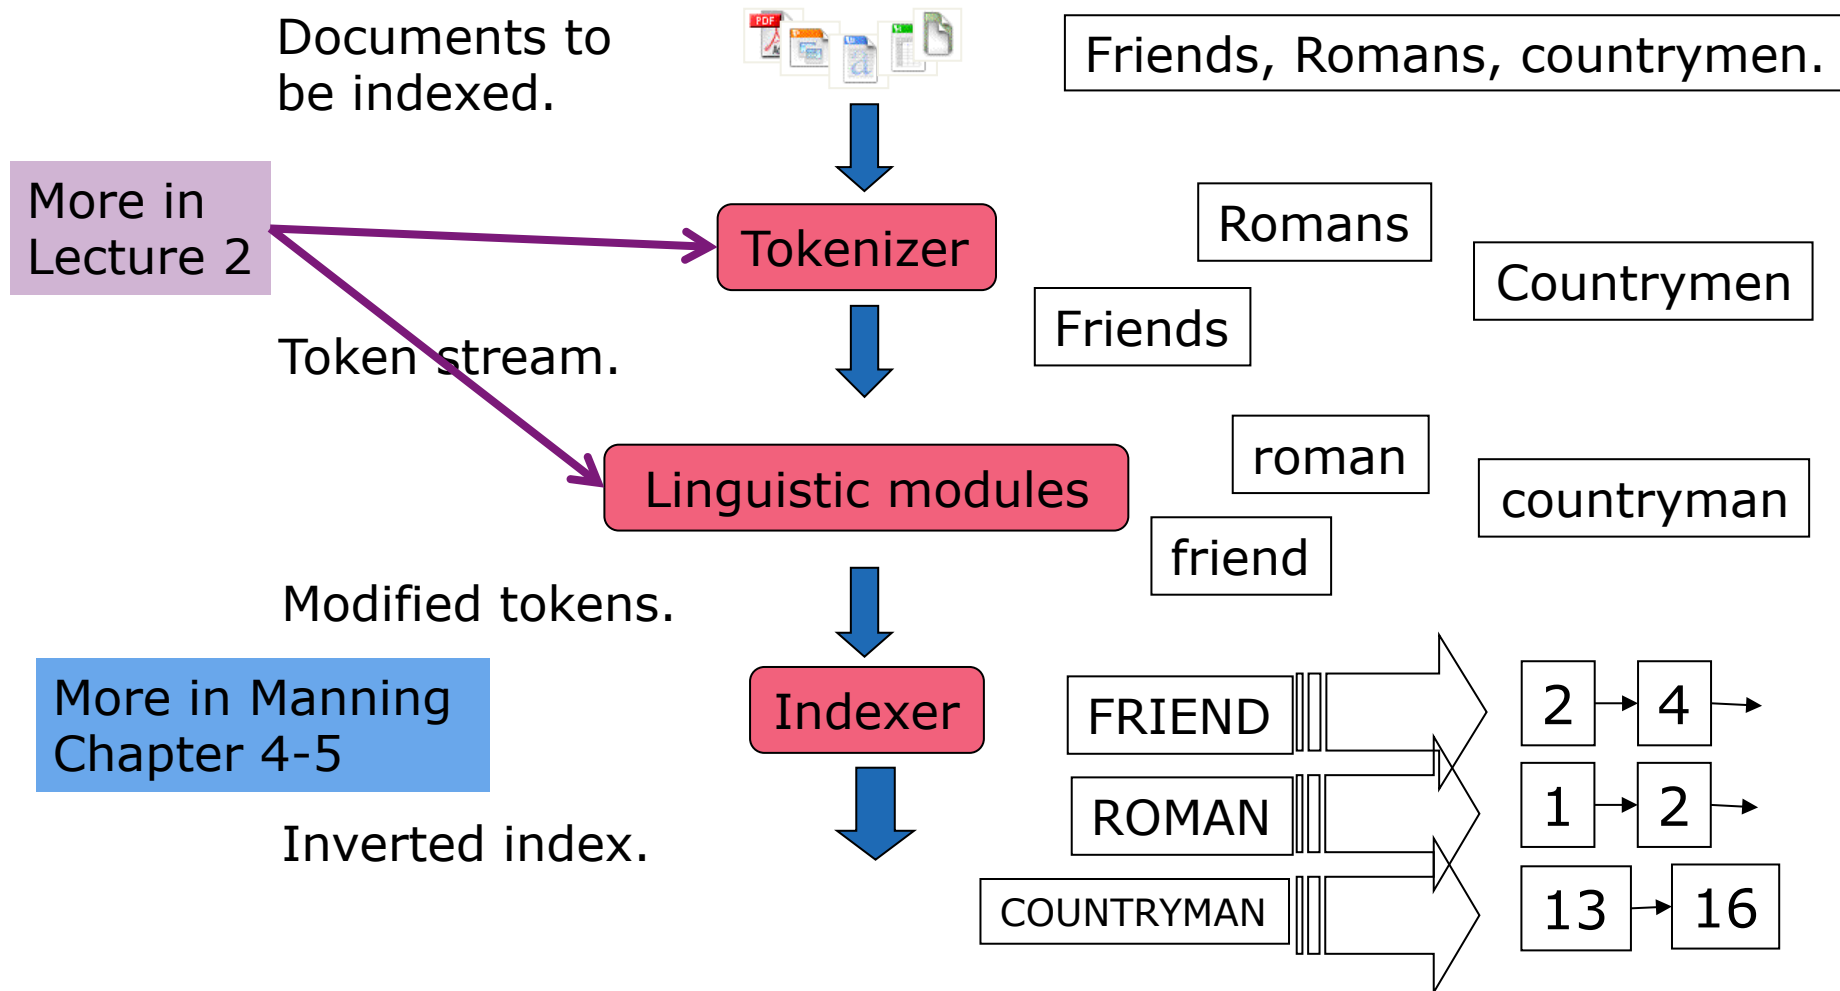 Documents to
be indexed.
PDF
Friends, Romans, countrymen.
More in
Lecture 2
Tokenizer
Romans
Countrymen
Friends
Token stream.
Linguistic modules
roman
countryman
friend
Modified tokens.
More in Manning
Chapter 4-5
Indexer
FRIEND
2
4
ROMAN
1
2
Inverted index.
COUNTRYMAN
13
16